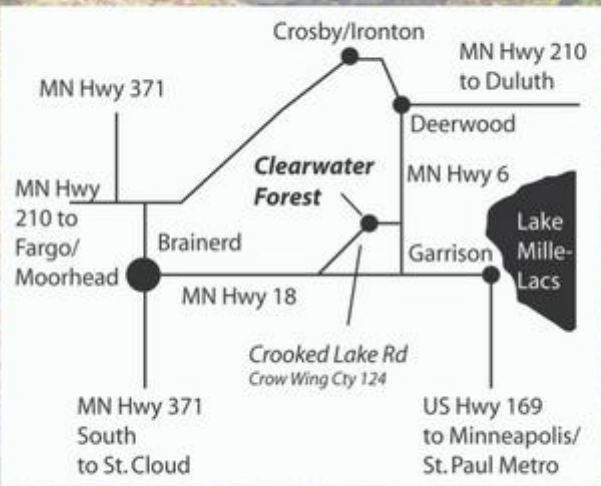 Crosby/Ironton
MN Hwy 210
to Duluth
MN Hwy 371
Deerwood
Clearwater
Forest
MN Hwy 6
MN Hwy
210 to
Fargo/
Moorhead
Brainerd
Garrison
Lake
Mille-
Lacs
MN Hwy 18
Crooked Lake Rd
Crow Wing Cty 124
MN Hwy 371
South
to St. Cloud
US Hwy 169
to Minneapolis/
St. Paul Metro